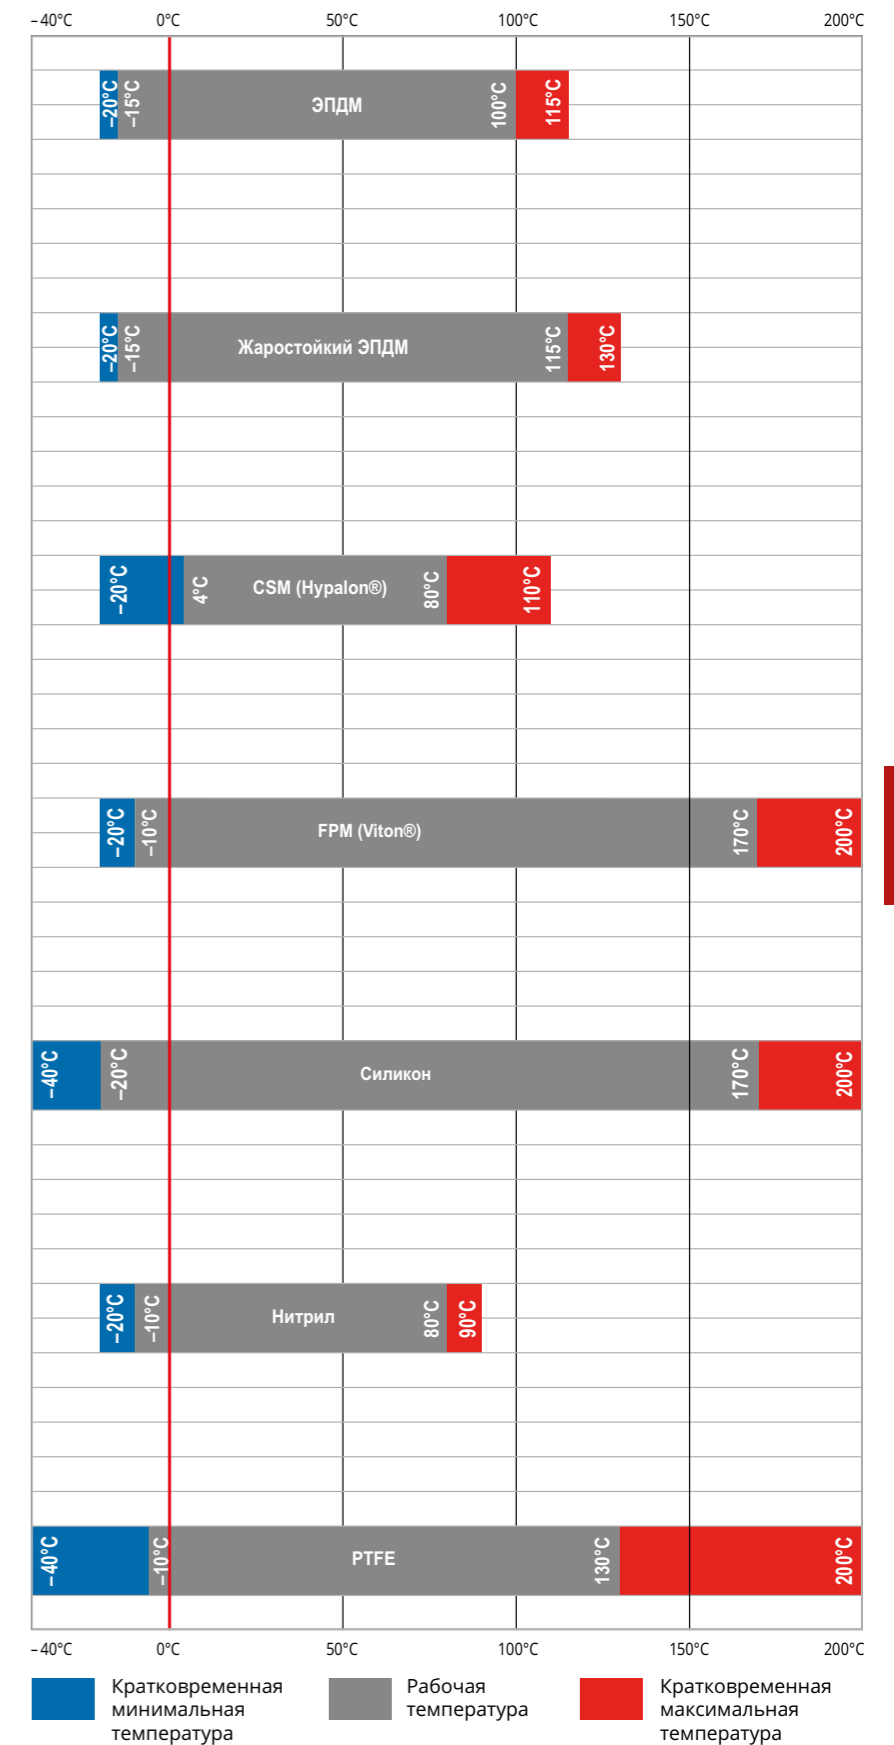 –40°C 0°C 50°C 100°C 150°C 200°C
–20°C –15°C ЭПДМ 100°C 115°C
–20°C –15°C Жаростойкий ЭПДМ 115°C 130°C
–20°C 4°C CSM (Hypalon®) 80°C 110°C
–20°C –10°C FPM (Viton®) 170°C 200°C
–40°C –20°C Силикон 170°C 200°C
–20°C –10°C Нитрил 80°C 90°C
–40°C –10°C PTFE 130°C 200°C
–40°C 0°C 50°C 100°C 150°C 200°C
Кратковременная
минимальная
температура
Рабочая
температура
Кратковременная
максимальная
температура